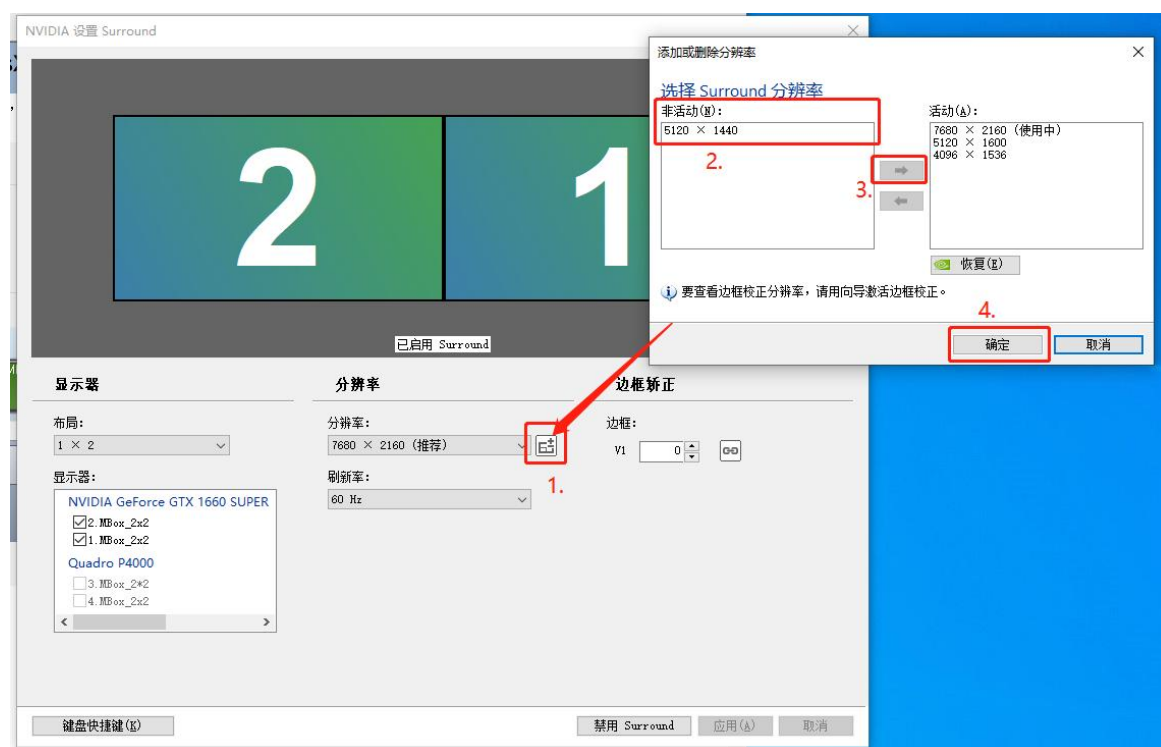 NVIDIA 设置 Surround
2
1
已启用 Surround
添加或删除分辨率
选择 Surround 分辨率
非活动(N):
5120 × 1440
2.
3.
活动(A):
7680 × 2160 (使用中)
5120 × 1600
4096 × 1536
恢复(E)
要查看边框校正分辨率，请用向导激活边框校正。
4.
确定
取消
显示器
布局:
1 × 2
显示器:
NVIDIA GeForce GTX 1660 SUPER
2.MBox_2x2
1.MBox_2x2
Quadro P4000
3.MBox_2*2
4.MBox_2x2
分辨率
分辨率:
7680 × 2160 (推荐)
1.
刷新率:
60 Hz
边框矫正
边框:
V1
0
键盘快捷键(K)
禁用 Surround
应用(A)
取消